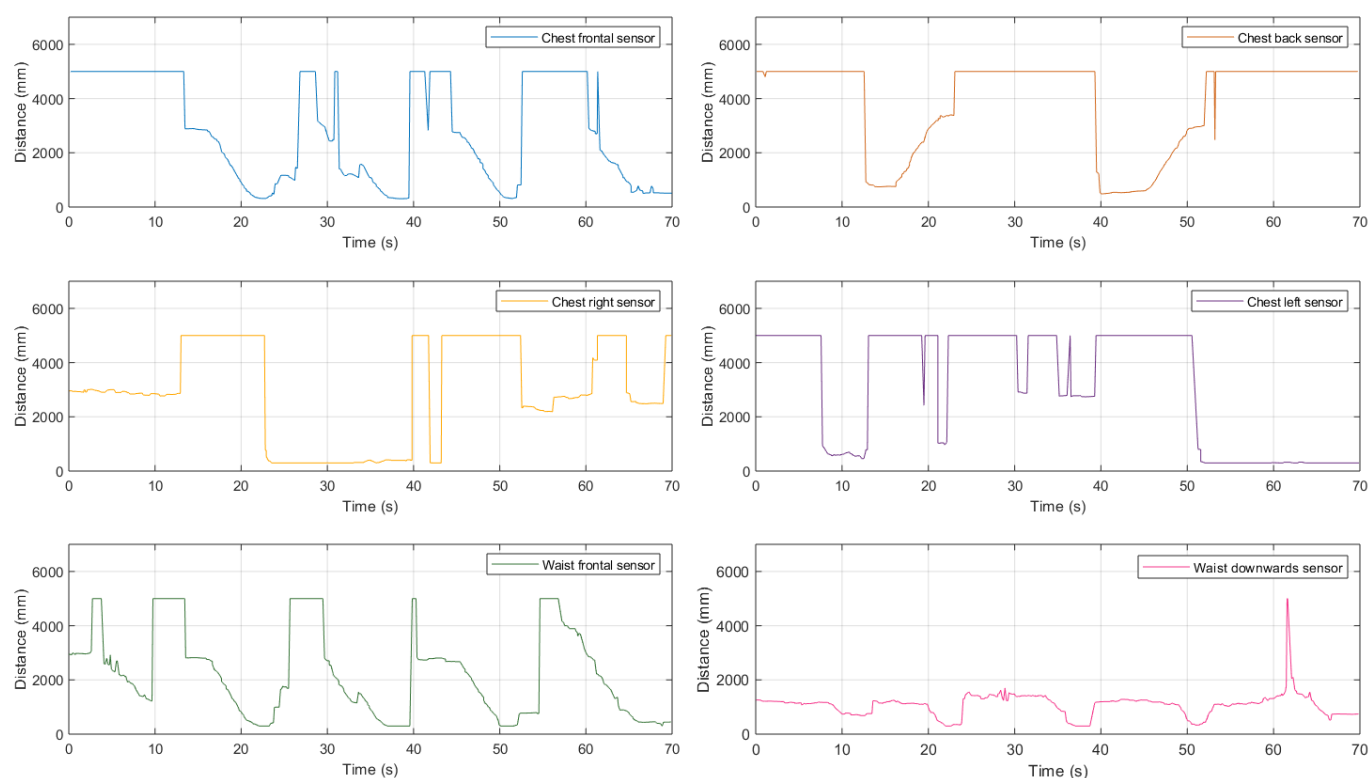 Chest frontal sensor
Distance (mm)
6000
4000
2000
0
0 10 20 30 40 50 60 70
Time (s)
Chest back sensor
Distance (mm)
6000
4000
2000
0
0 10 20 30 40 50 60 70
Time (s)
Chest right sensor
Distance (mm)
6000
4000
2000
0
0 10 20 30 40 50 60 70
Time (s)
Chest left sensor
Distance (mm)
6000
4000
2000
0
0 10 20 30 40 50 60 70
Time (s)
Waist frontal sensor
Distance (mm)
6000
4000
2000
0
0 10 20 30 40 50 60 70
Time (s)
Waist downwards sensor
Distance (mm)
6000
4000
2000
0
0 10 20 30 40 50 60 70
Time (s)